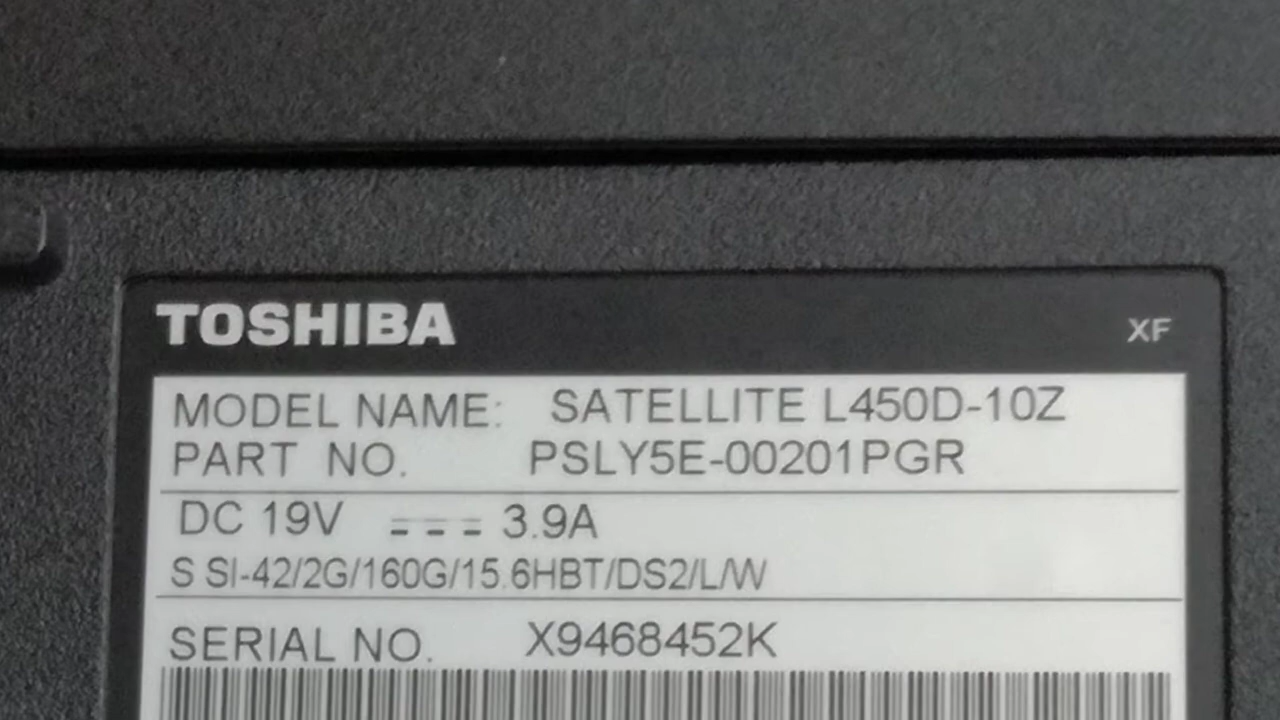 TOSHIBA XF
MODEL NAME: SATELLITE L450D-10Z
PART NO. PSLY5E-00201PGR
DC 19V 3.9A
S SI-42/2G/160G/15.6HBT/DS2/L/W
SERIAL NO. X9468452K